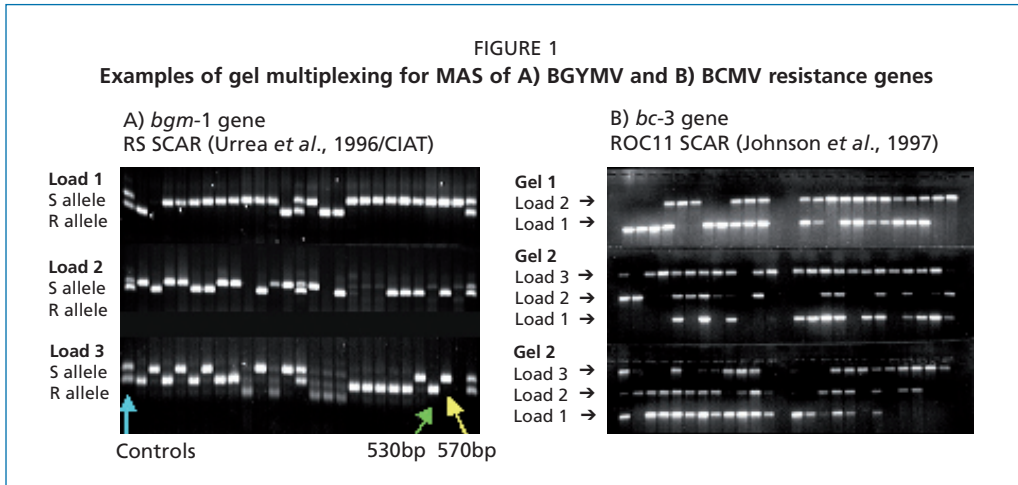 FIGURE 1
Examples of gel multiplexing for MAS of A) BGYMV and B) BCMV resistance genes
A) bgm-1 gene
RS SCAR (Urrea et al., 1996/CIAT)
Load 1
S allele
R allele
Load 2
S allele
R allele
Load 3
S allele
R allele
Controls
530bp
570bp
B) bc-3 gene
ROC11 SCAR (Johnson et al., 1997)
Gel 1
Load 2 →
Load 1 →
Gel 2
Load 3 →
Load 2 →
Load 1 →
Gel 2
Load 3 →
Load 2 →
Load 1 →